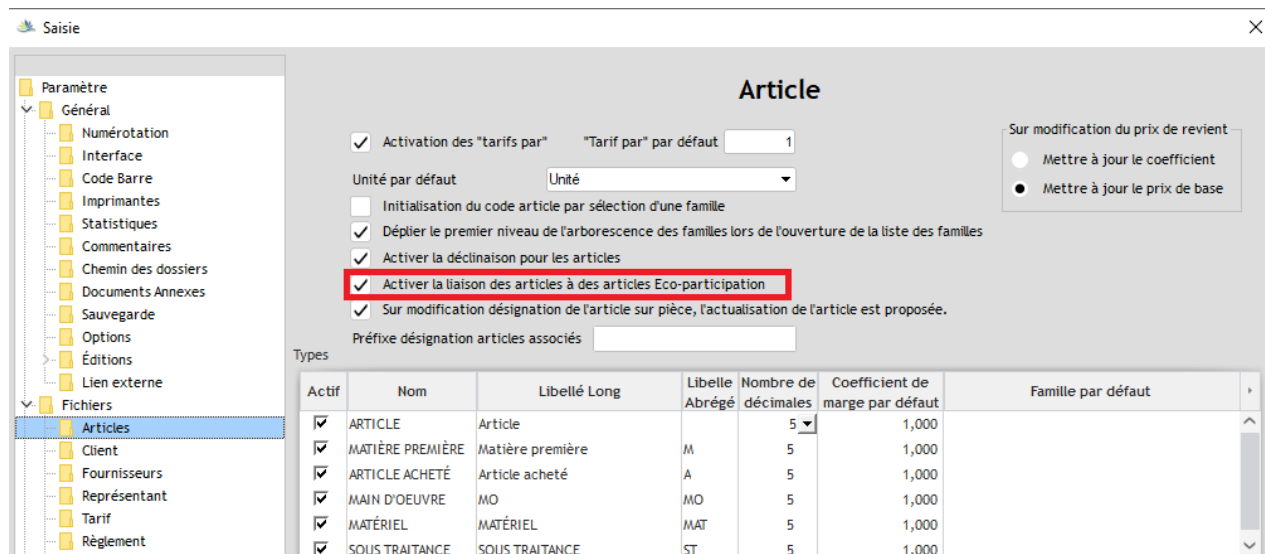 Saisie
Paramètre
Général
Numérotation
Interface
Code Barre
Imprimantes
Statistiques
Commentaires
Chemin des dossiers
Documents Annexes
Sauvegarde
Options
Éditions
Lien externe
Fichiers
Articles
Client
Fournisseurs
Représentant
Tarif
Règlement
Article
Activation des "tarifs par" "Tarif par" par défaut 1
Unité par défaut Unité
Initialisation du code article par sélection d'une famille
Déplier le premier niveau de l'arborescence des familles lors de l'ouverture de la liste des familles
Activer la déclinaison pour les articles
Activer la liaison des articles à des articles Eco-participation
Sur modification désignation de l'article sur pièce, l'actualisation de l'article est proposée.
Préfixe désignation articles associés
Sur modification du prix de revient
Mettre à jour le coefficient
Mettre à jour le prix de base
Types
Actif Nom Libellé Long Libelle Abrégé Nombre de décimales Coefficient de marge par défaut Famille par défaut
ARTICLE Article 5 1,000
MATIÈRE PREMIÈRE Matière première M 5 1,000
ARTICLE ACHETÉ Article acheté A 5 1,000
MAIN D'OEUVRE MO MO 5 1,000
MATÉRIEL MATÉRIEL MAT 5 1,000
SOUS TRAITANCE SOUS TRAITANCE ST 5 1,000